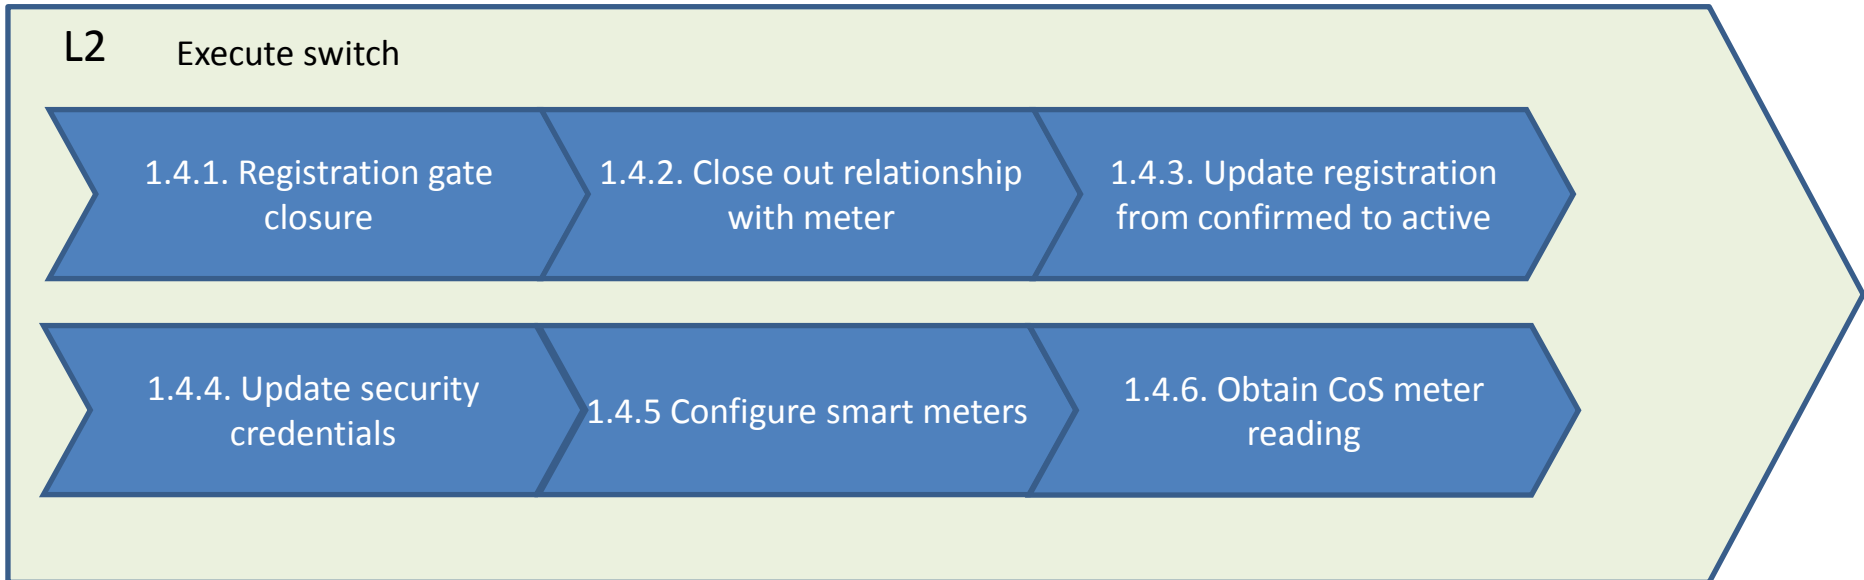 L2 Execute switch
1.4.1. Registration gate
closure
1.4.2. Close out relationship
with meter
1.4.3. Update registration
from confirmed to active
1.4.4. Update security
credentials
1.4.5 Configure smart meters
1.4.6. Obtain CoS meter
reading